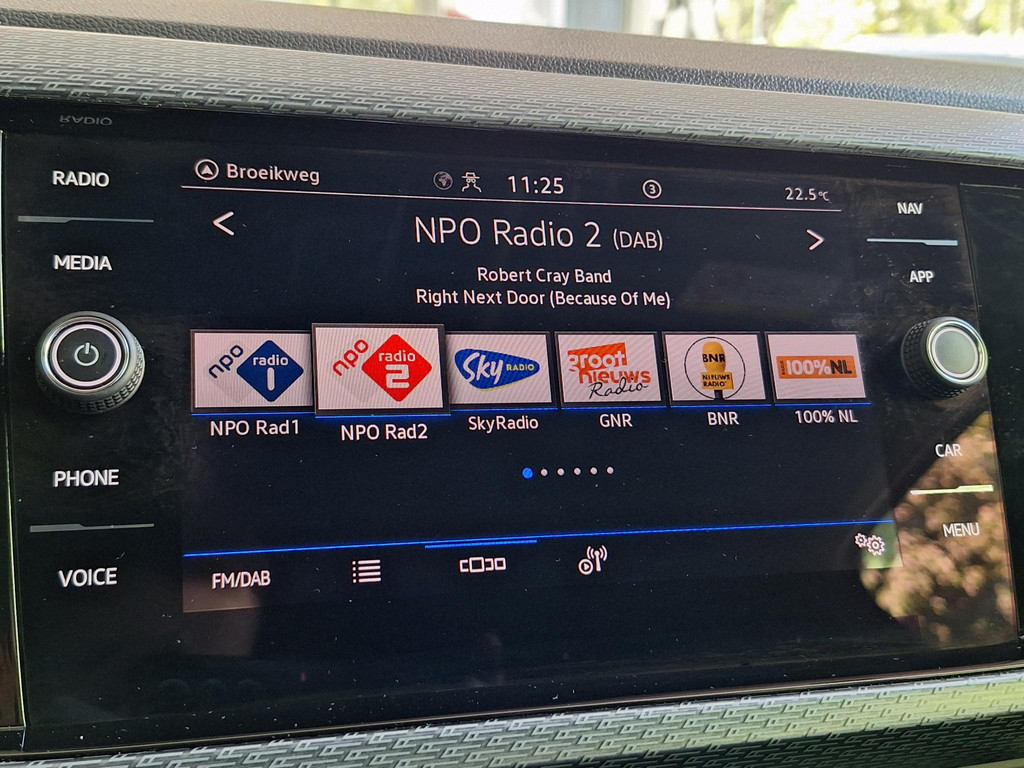 RADIO
MEDIA
PHONE
VOICE
Broeikweg
11:25
3
22.5°C
< NPO Radio 2 (DAB) >
Robert Cray Band
Right Next Door (Because Of Me)
npo radio 1
npo radio 2
Sky RADIO
groot nieuws Radio
BNR NIEUWS RADIO
100%NL
NPO Rad1
NPO Rad2
SkyRadio
GNR
BNR
100% NL
FM/DAB
NAV
APP
CAR
MENU